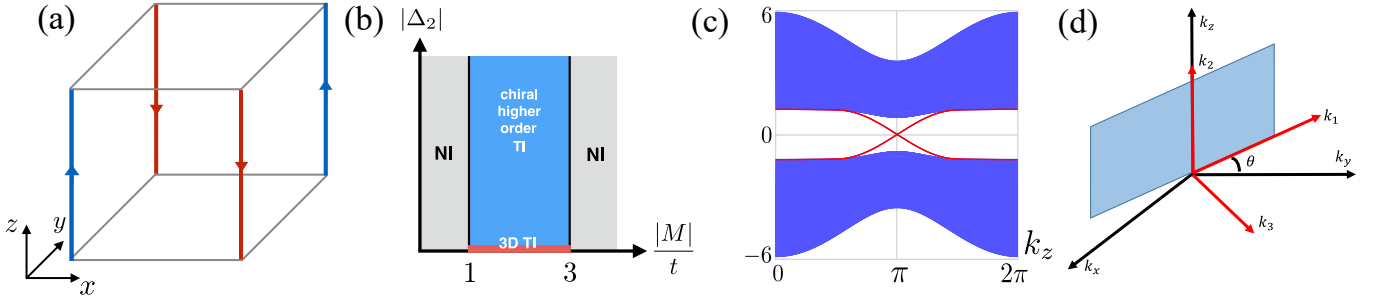 (a)
z
y
x
(b)
|Δ₂|
NI
chiral
higher
order
TI
NI
3D TI
1
3
|M|
t
(c)
6
0
−6
0
π
2π
k_z
(d)
k_z
k_2
k_1
k_y
θ
k_3
k_x